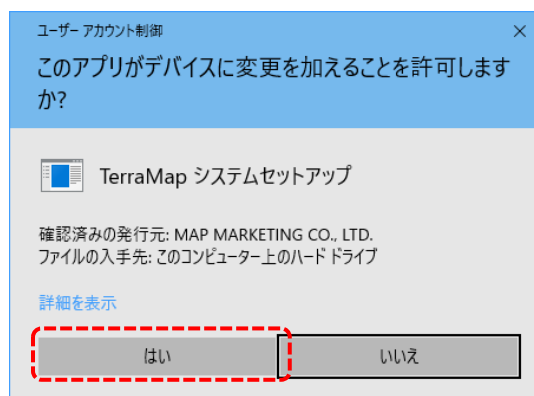 ユーザー アカウント制御
このアプリがデバイスに変更を加えることを許可します
か?
TerraMap システムセットアップ
確認済みの発行元: MAP MARKETING CO., LTD.
ファイルの入手先: このコンピューター上のハード ドライブ
詳細を表示
はい
いいえ